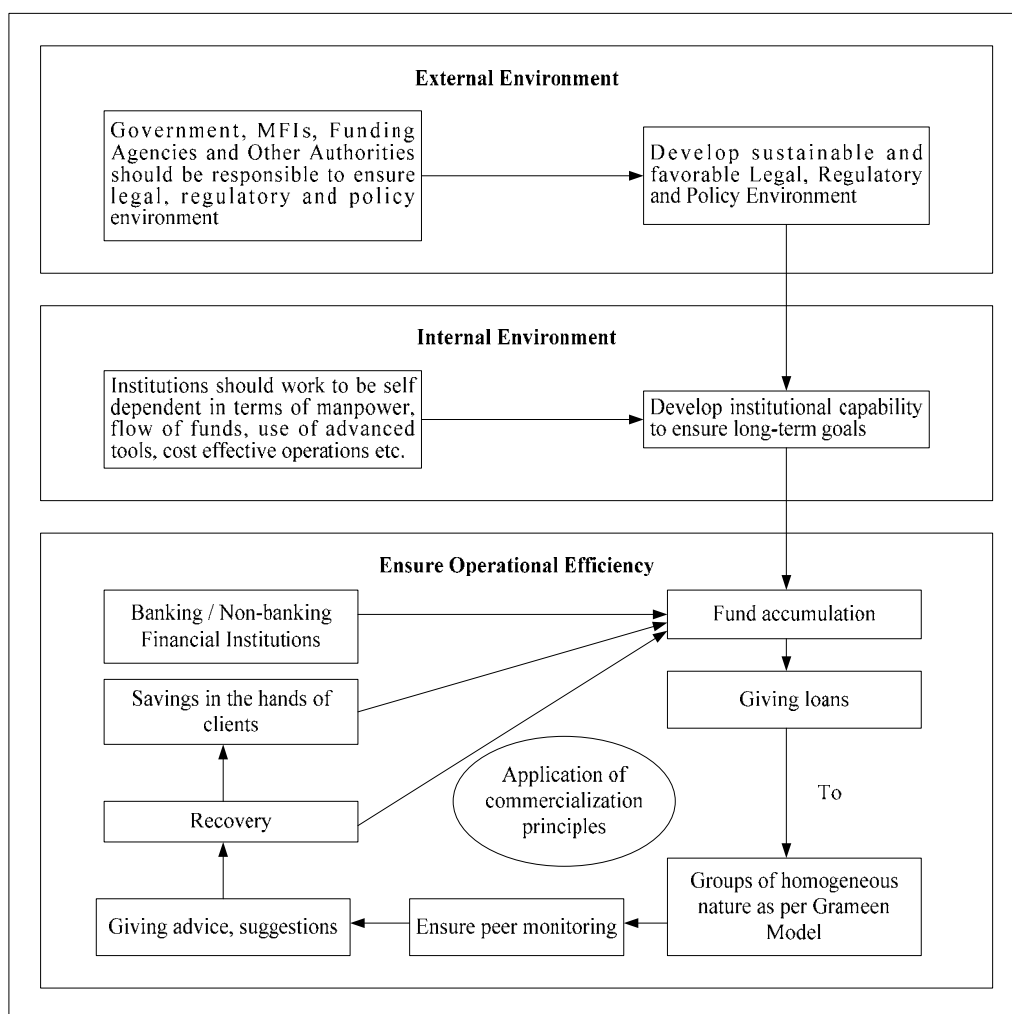 External Environment
Government, MFIs, Funding
Agencies and Other Authorities
should be responsible to ensure
legal, regulatory and policy
environment
Develop sustainable and
favorable Legal, Regulatory
and Policy Environment
Internal Environment
Institutions should work to be self
dependent in terms of manpower,
flow of funds, use of advanced
tools, cost effective operations etc.
Develop institutional capability
to ensure long-term goals
Ensure Operational Efficiency
Banking / Non-banking
Financial Institutions
Fund accumulation
Savings in the hands of
clients
Giving loans
Application of
commercialization
principles
To
Recovery
Groups of homogeneous
nature as per Grameen
Model
Giving advice, suggestions
Ensure peer monitoring